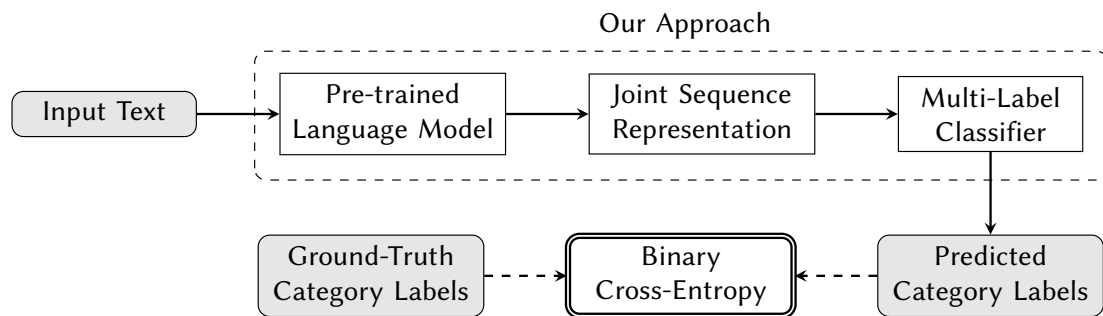 Our Approach
Input Text
Pre-trained
Language Model
Joint Sequence
Representation
Multi-Label
Classifier
Ground-Truth
Category Labels
Binary
Cross-Entropy
Predicted
Category Labels